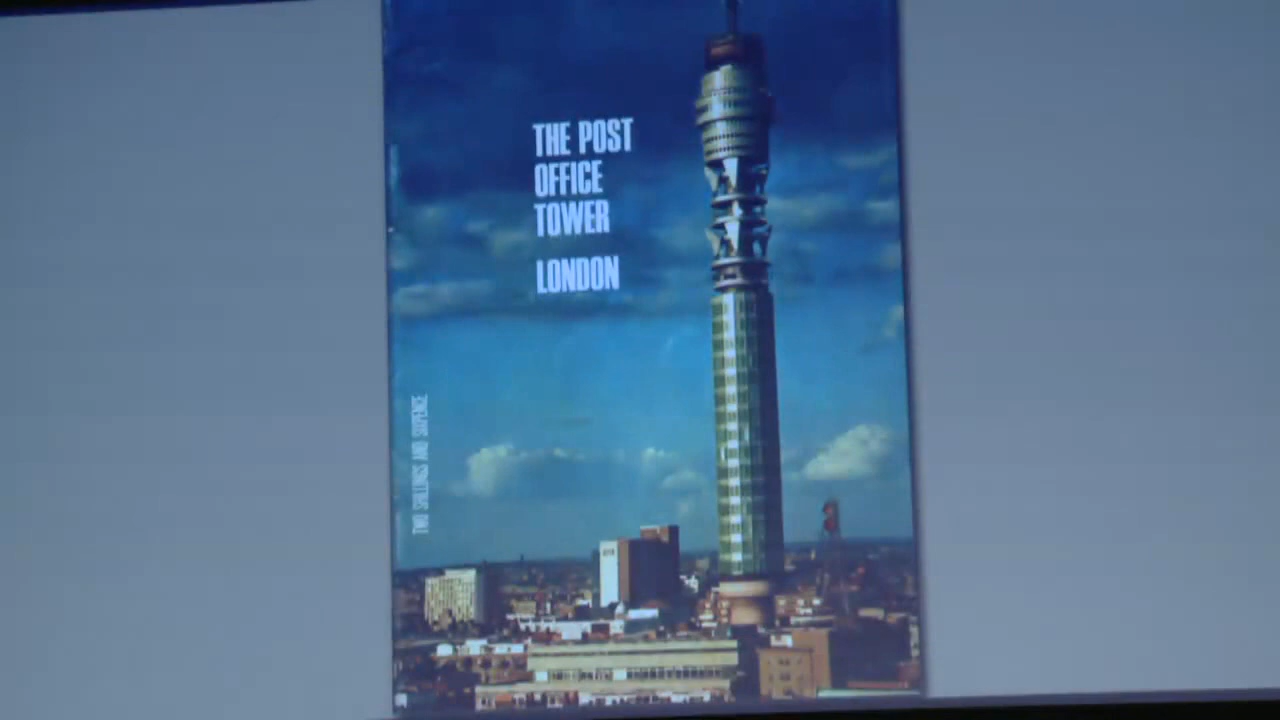 THE POST
OFFICE
TOWER
LONDON
TWO SHILLINGS AND SIXPENCE